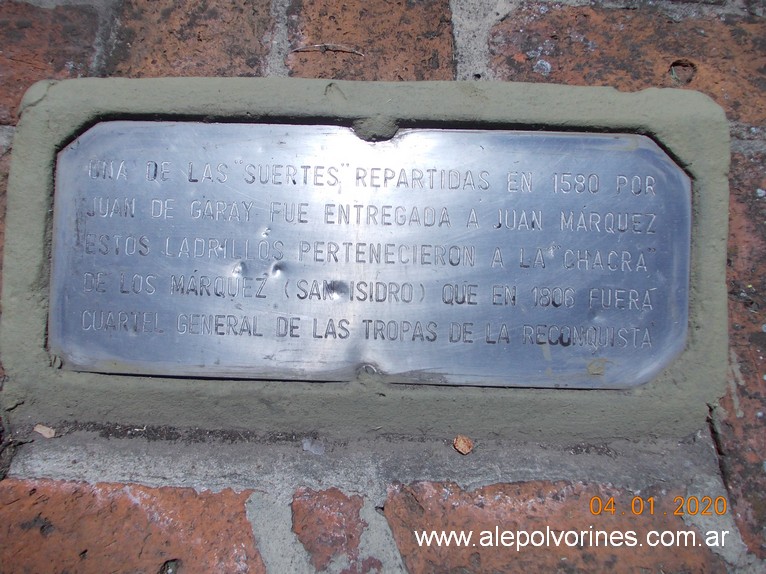 UNA DE LAS "SUERTES" REPARTIDAS EN 1580 POR
JUAN DE GARAY FUE ENTREGADA A JUAN MÁRQUEZ
ESTOS LADRILLOS PERTENECIERON A LA "CHACRA"
DE LOS MÁRQUEZ (SAN ISIDRO) QUE EN 1806 FUERA
CUARTEL GENERAL DE LAS TROPAS DE LA RECONQUISTA
04.01.2020
www.alepolvorines.com.ar